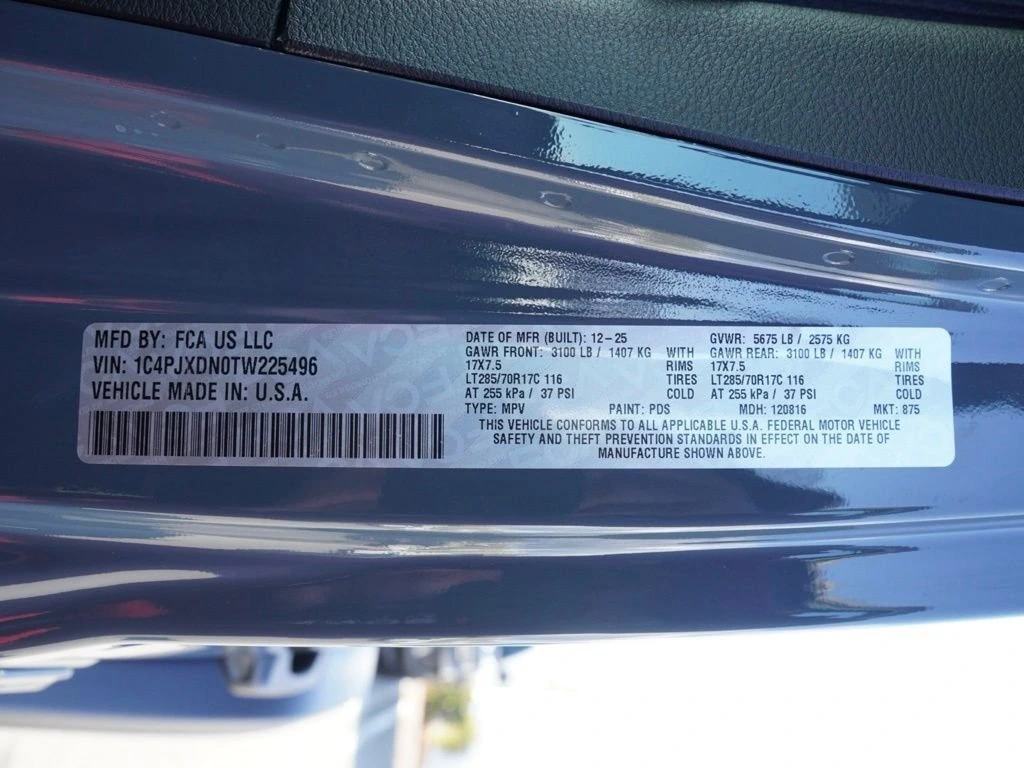 MFD BY: FCA US LLC
VIN: 1C4PJXDN0TW225496
VEHICLE MADE IN: U.S.A.
DATE OF MFR (BUILT): 12-25 GVWR: 5675 LB / 2575 KG
GAWR FRONT: 3100 LB / 1407 KG WITH GAWR REAR: 3100 LB / 1407 KG WITH
17X7.5 RIMS 17X7.5 RIMS
LT285/70R17C 116 TIRES LT285/70R17C 116 TIRES
AT 255 kPa / 37 PSI COLD AT 255 kPa / 37 PSI COLD
TYPE: MPV PAINT: PDS MDH: 120816 MKT: 875
THIS VEHICLE CONFORMS TO ALL APPLICABLE U.S.A. FEDERAL MOTOR VEHICLE
SAFETY AND THEFT PREVENTION STANDARDS IN EFFECT ON THE DATE OF
MANUFACTURE SHOWN ABOVE.